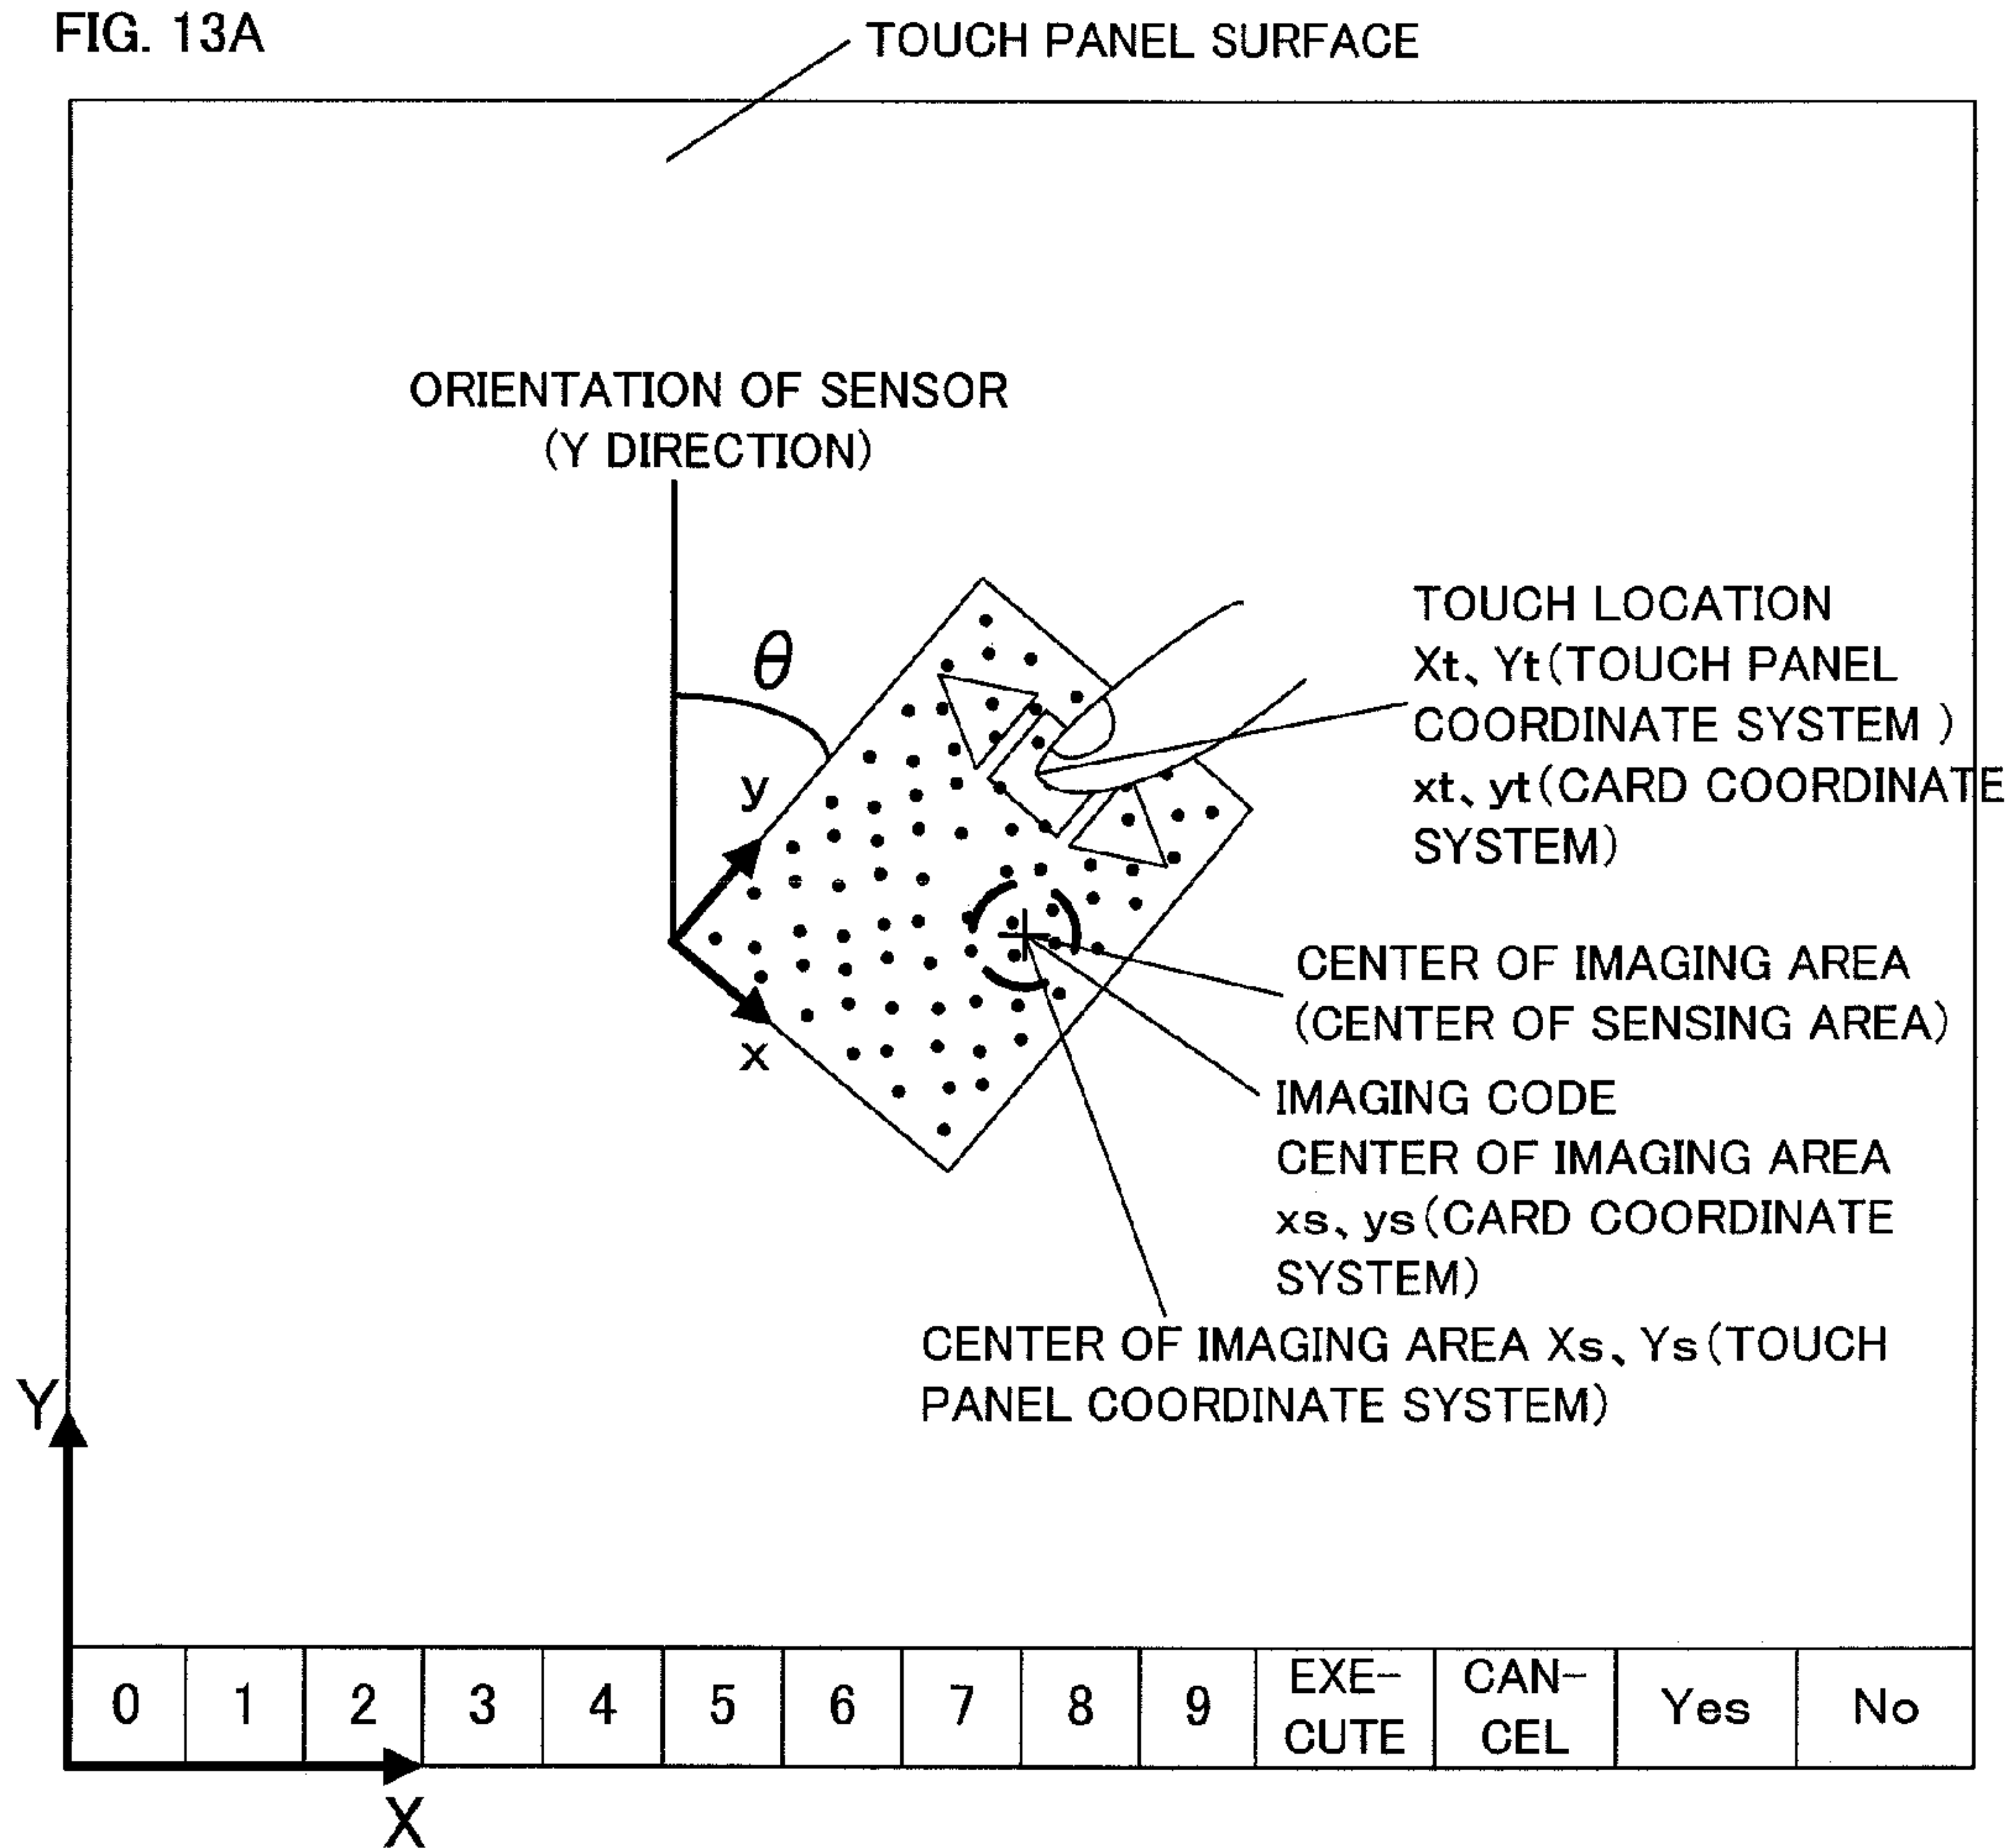 FIG. 13A
TOUCH PANEL SURFACE
ORIENTATION OF SENSOR
(Y DIRECTION)
θ
y
x
TOUCH LOCATION
Xt、Yt(TOUCH PANEL
COORDINATE SYSTEM )
xt、yt(CARD COORDINATE
SYSTEM)
CENTER OF IMAGING AREA
(CENTER OF SENSING AREA)
IMAGING CODE
CENTER OF IMAGING AREA
xs、ys(CARD COORDINATE
SYSTEM)
CENTER OF IMAGING AREA Xs、Ys(TOUCH
PANEL COORDINATE SYSTEM)
Y
0 1 2 3 4 5 6 7 8 9 EXE-
CUTE CAN-
CEL Yes No
X